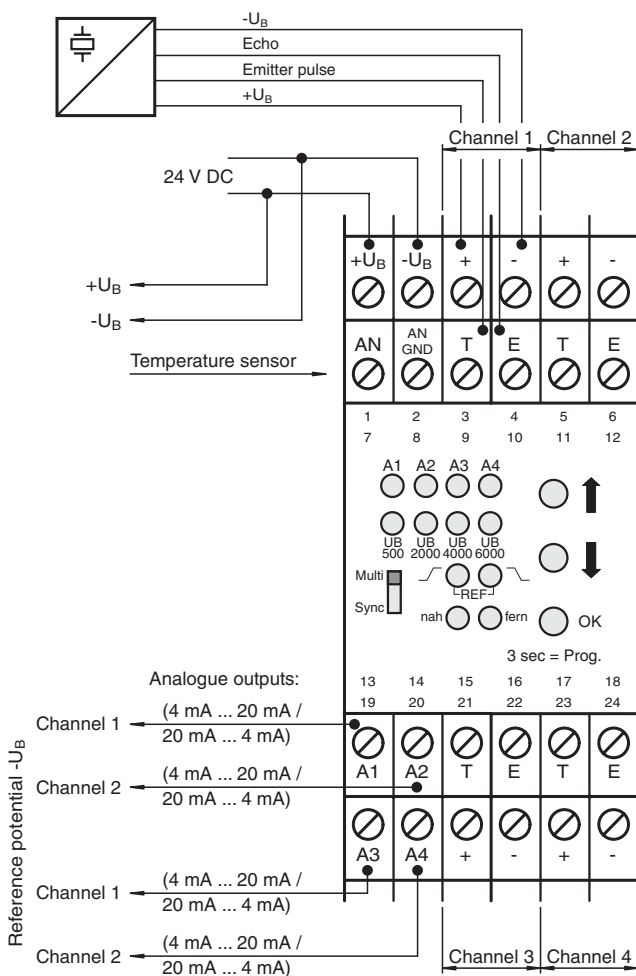 -UB
Echo
Emitter pulse
+UB
Channel 1 Channel 2
24 V DC
+UB -UB + - + -
+UB
-UB
AN AN GND T E T E
Temperature sensor
1 2 3 4 5 6
7 8 9 10 11 12
A1 A2 A3 A4
UB 500 UB 2000 UB 4000 UB 6000
Multi
REF
Sync
nah fern OK
3 sec = Prog.
Analogue outputs:
13 14 15 16 17 18
19 20 21 22 23 24
Reference potential -UB
Channel 1 (4 mA ... 20 mA /
20 mA ... 4 mA)
A1 A2 T E T E
Channel 2 (4 mA ... 20 mA /
20 mA ... 4 mA)
A3 A4 + - + -
Channel 1 (4 mA ... 20 mA /
20 mA ... 4 mA)
Channel 2 (4 mA ... 20 mA /
20 mA ... 4 mA)
Channel 3 Channel 4